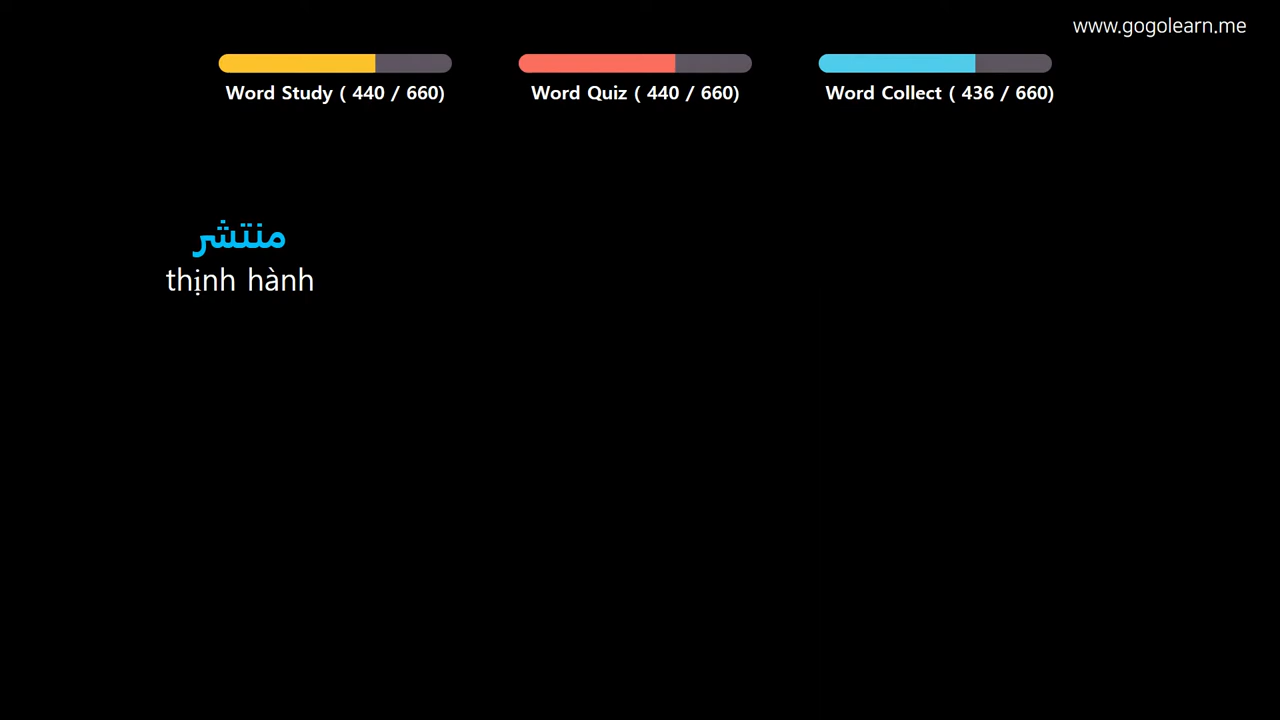 www.gogolearn.me
Word Study ( 440 / 660)
Word Quiz ( 440 / 660)
Word Collect ( 436 / 660)
منتشر
thịnh hành